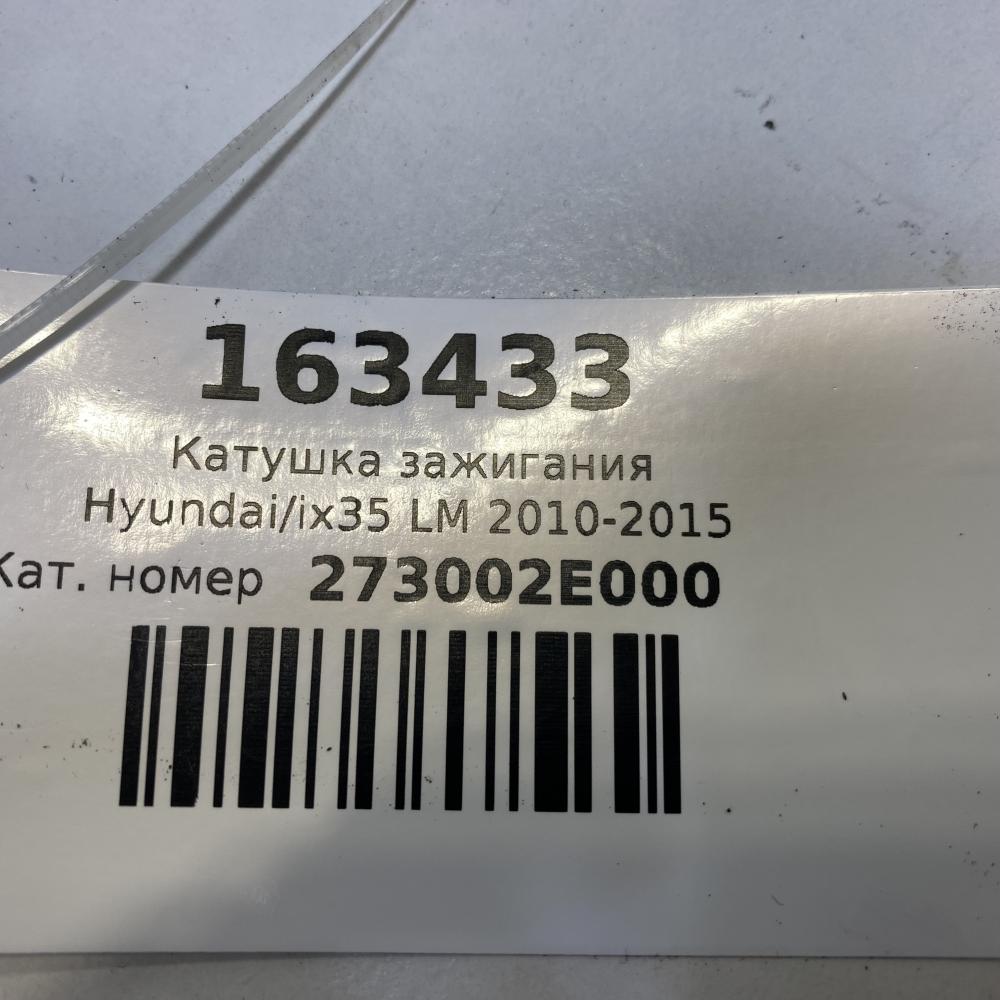 163433
Катушка зажигания
Hyundai/ix35 LM 2010-2015
Кат. номер 273002E000